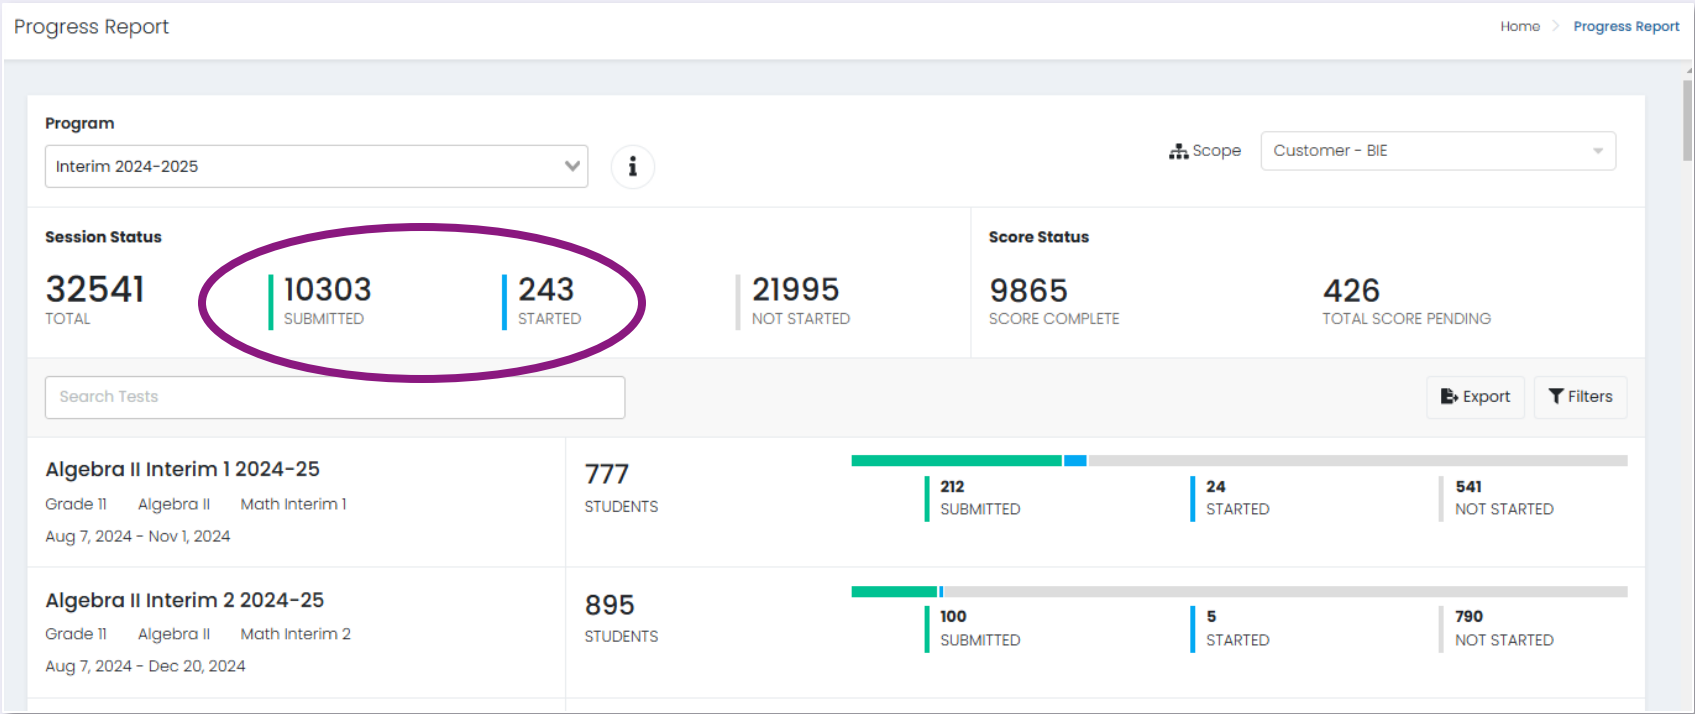 Progress Report
Home > Progress Report
Program
Interim 2024-2025
i
Scope
Customer - BIE
Session Status
32541
TOTAL
10303
SUBMITTED
243
STARTED
21995
NOT STARTED
Score Status
9865
SCORE COMPLETE
426
TOTAL SCORE PENDING
Search Tests
Export
Filters
Algebra II Interim 1 2024-25
Grade 11 Algebra II Math Interim 1
Aug 7, 2024 - Nov 1, 2024
777
STUDENTS
212
SUBMITTED
24
STARTED
541
NOT STARTED
Algebra II Interim 2 2024-25
Grade 11 Algebra II Math Interim 2
Aug 7, 2024 - Dec 20, 2024
895
STUDENTS
100
SUBMITTED
5
STARTED
790
NOT STARTED